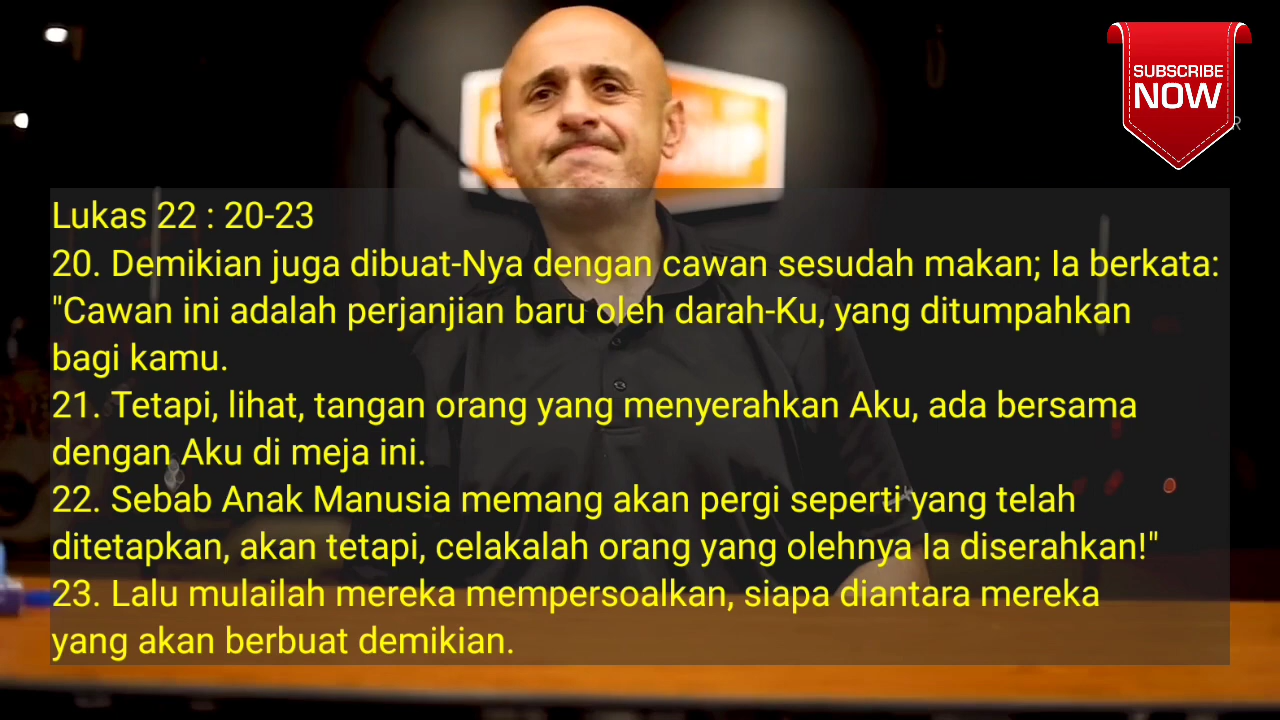 SUBSCRIBE
NOW
R
Lukas 22 : 20-23
20. Demikian juga dibuat-Nya dengan cawan sesudah makan; Ia berkata:
"Cawan ini adalah perjanjian baru oleh darah-Ku, yang ditumpahkan
bagi kamu.
21. Tetapi, lihat, tangan orang yang menyerahkan Aku, ada bersama
dengan Aku di meja ini.
22. Sebab Anak Manusia memang akan pergi seperti yang telah
ditetapkan, akan tetapi, celakalah orang yang olehnya Ia diserahkan!"
23. Lalu mulailah mereka mempersoalkan, siapa diantara mereka
yang akan berbuat demikian.